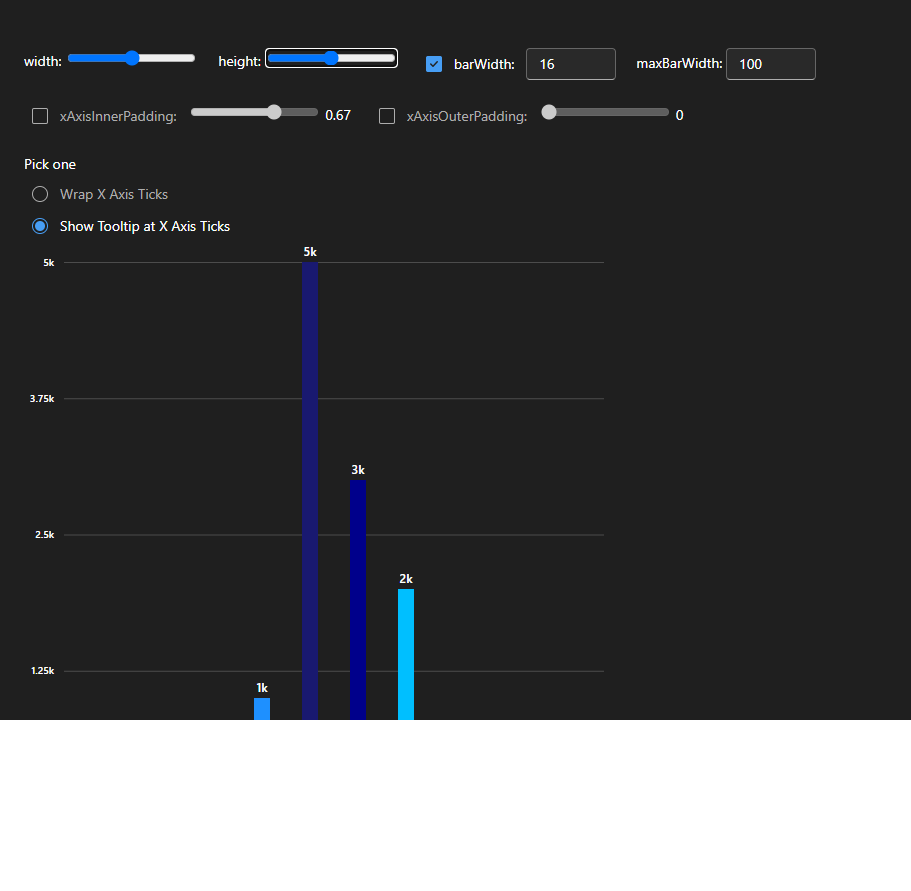 width: height: barWidth: 16 maxBarWidth: 100
xAxisInnerPadding: 0.67 xAxisOuterPadding: 0
Pick one
Wrap X Axis Ticks
Show Tooltip at X Axis Ticks
5k
5k
3.75k
3k
2.5k
2k
1.25k
1k